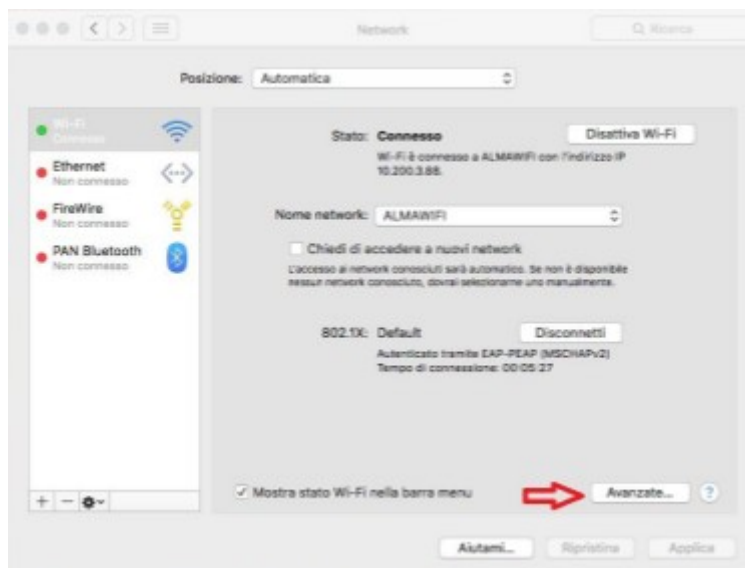 Network
Ricerca
Posizione: Automatica
Wi-Fi
Connesso
Ethernet
Non connesso
FireWire
Non connesso
PAN Bluetooth
Non connesso
Stato: Connesso
Disattiva Wi-Fi
Wi-Fi è connesso a ALMAWIFI con l'indirizzo IP
10.200.3.88.
Nome network: ALMAWIFI
Chiedi di accedere a nuovi network
L'accesso ai network conosciuti sarà automatico. Se non è disponibile
nessun network conosciuto, dovrai selezionarne uno manualmente.
802.1X: Default
Disconnetti
Autenticato tramite EAP-PEAP (MSCHAPv2)
Tempo di connessione: 00:05:27
Mostra stato Wi-Fi nella barra menu
Avanzate...
?
Aiutami...
Ripristina
Applica